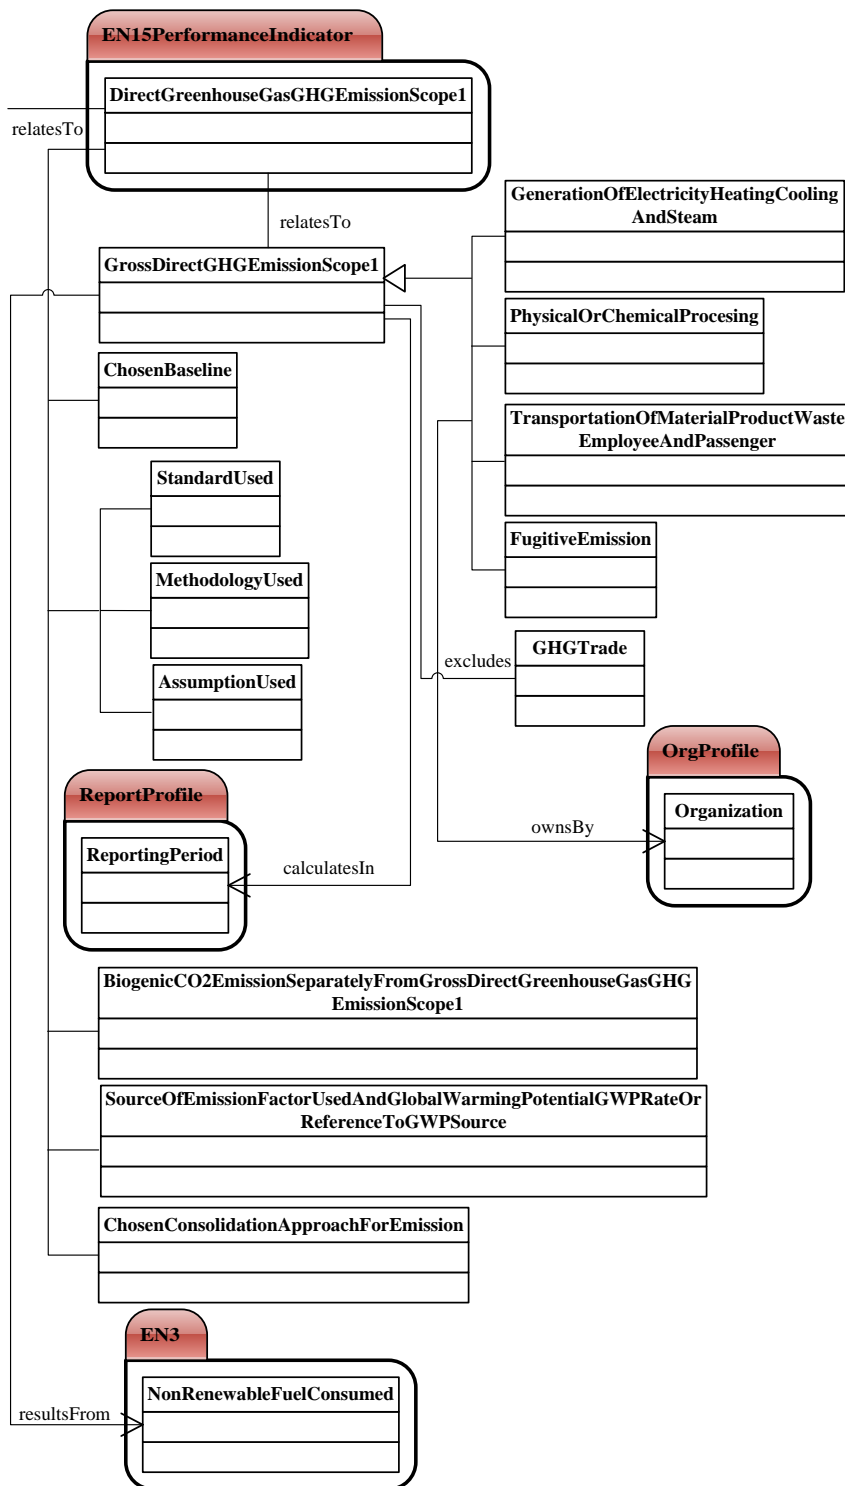 EN15PerformanceIndicator
DirectGreenhouseGasGHGEmissionScope1
relatesTo
relatesTo
GenerationOfElectricityHeatingCooling
AndSteam
GrossDirectGHGEmissionScope1
PhysicalOrChemicalProcesing
ChosenBaseline
TransportationOfMaterialProductWaste
EmployeeAndPassenger
StandardUsed
FugitiveEmission
MethodologyUsed
GHGTrade
excludes
AssumptionUsed
OrgProfile
ReportProfile
Organization
ownsBy
ReportingPeriod
calculatesIn
BiogenicCO2EmissionSeparatelyFromGrossDirectGreenhouseGasGHG
EmissionScope1
SourceOfEmissionFactorUsedAndGlobalWarmingPotentialGWPRateOr
ReferenceToGWPSource
ChosenConsolidationApproachForEmission
EN3
NonRenewableFuelConsumed
resultsFrom